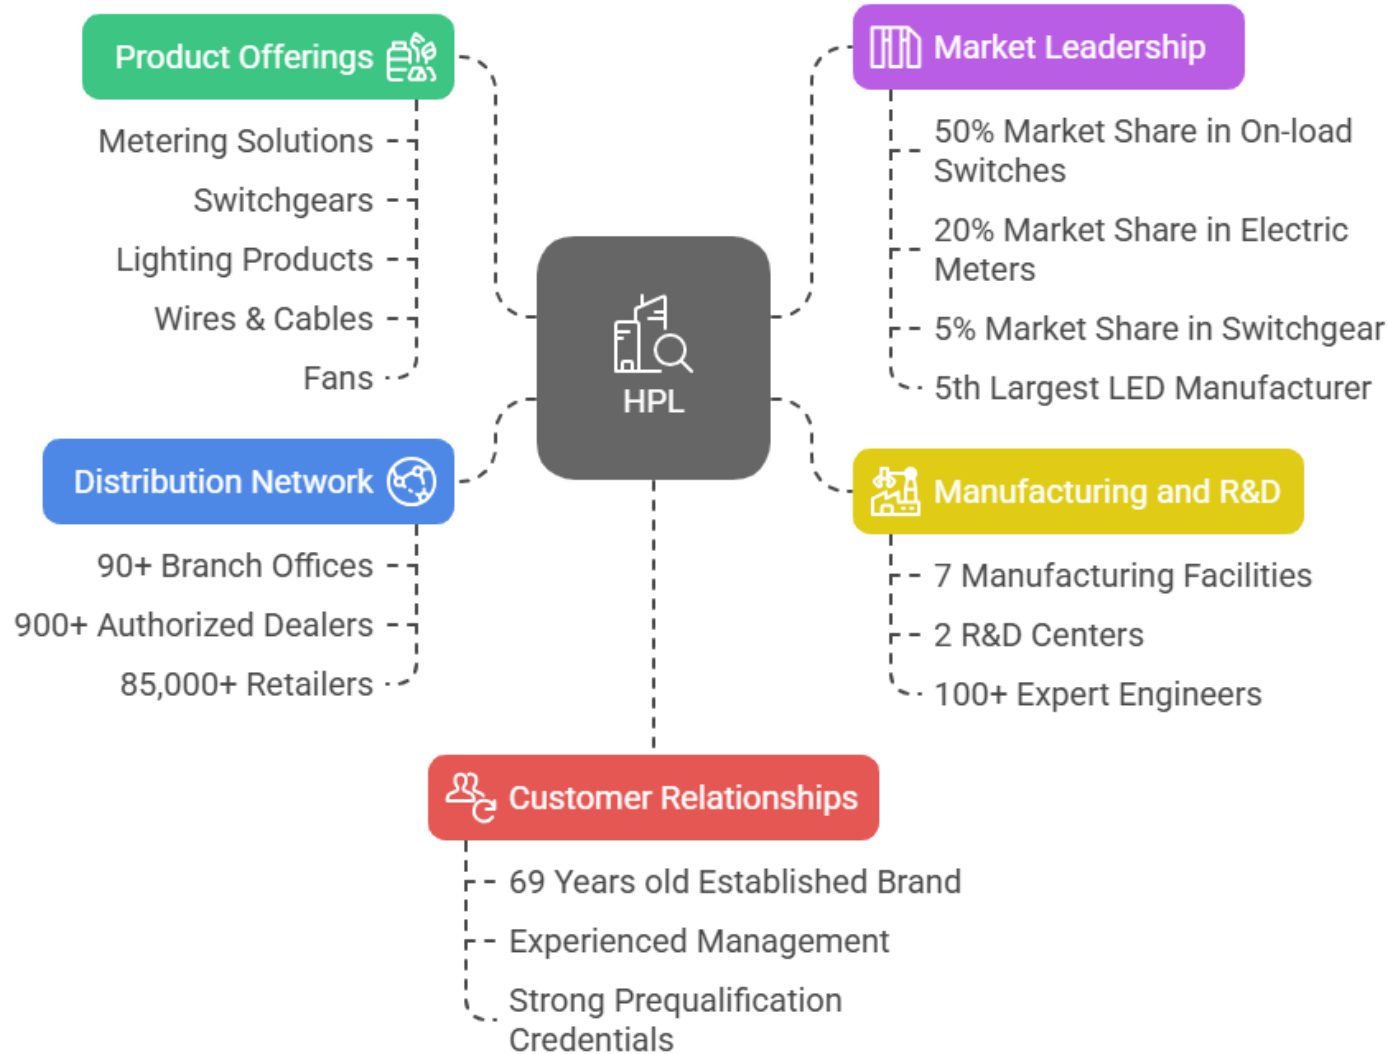 Product Offerings
Metering Solutions
Switchgears
Lighting Products
Wires & Cables
Fans
Distribution Network
90+ Branch Offices
900+ Authorized Dealers
85,000+ Retailers
HPL
Market Leadership
50% Market Share in On-load
Switches
20% Market Share in Electric
Meters
5% Market Share in Switchgear
5th Largest LED Manufacturer
Manufacturing and R&D
7 Manufacturing Facilities
2 R&D Centers
100+ Expert Engineers
Customer Relationships
69 Years old Established Brand
Experienced Management
Strong Prequalification
Credentials